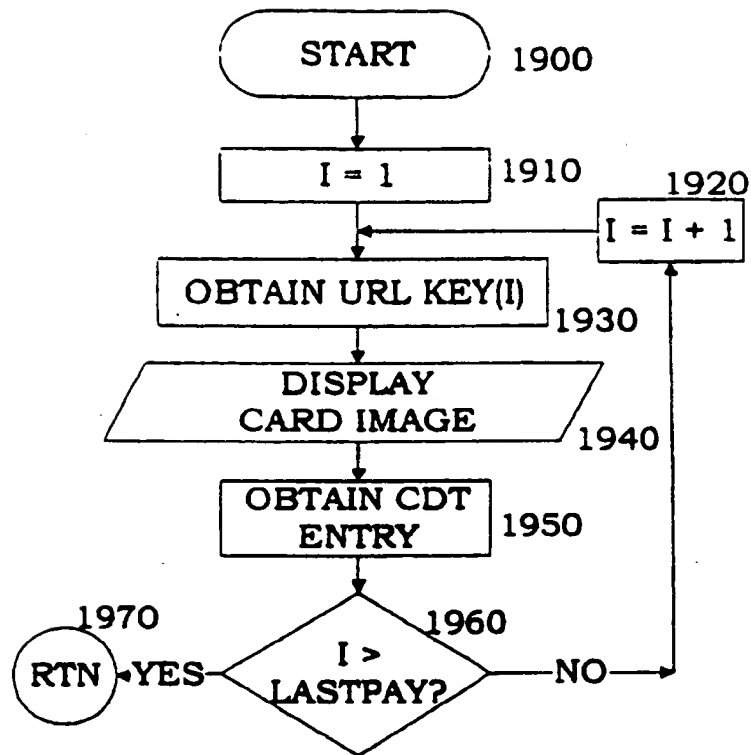 START
1900
I = 1
1910
1920
I = I + 1
OBTAIN URL KEY(I)
1930
DISPLAY
CARD IMAGE
1940
OBTAIN CDT
ENTRY
1950
1970
1960
I >
LASTPAY?
RTN
YES
NO